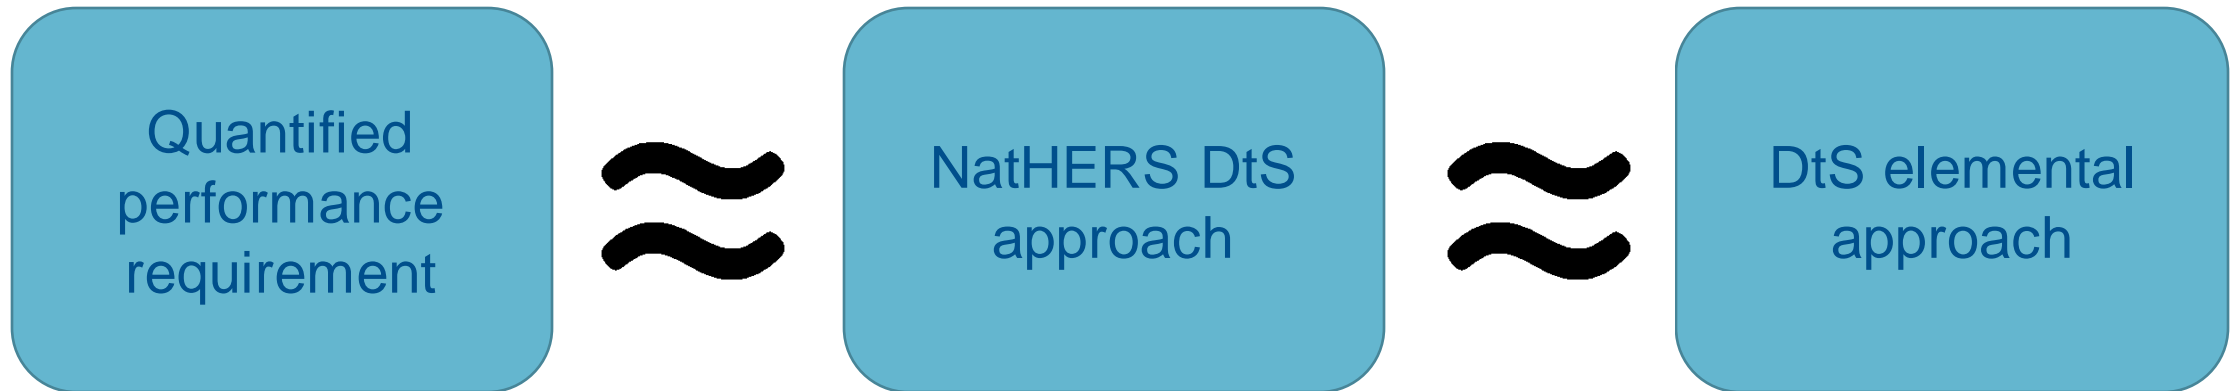 Quantified
performance
requirement
≈
NatHERS DtS
approach
≈
DtS elemental
approach